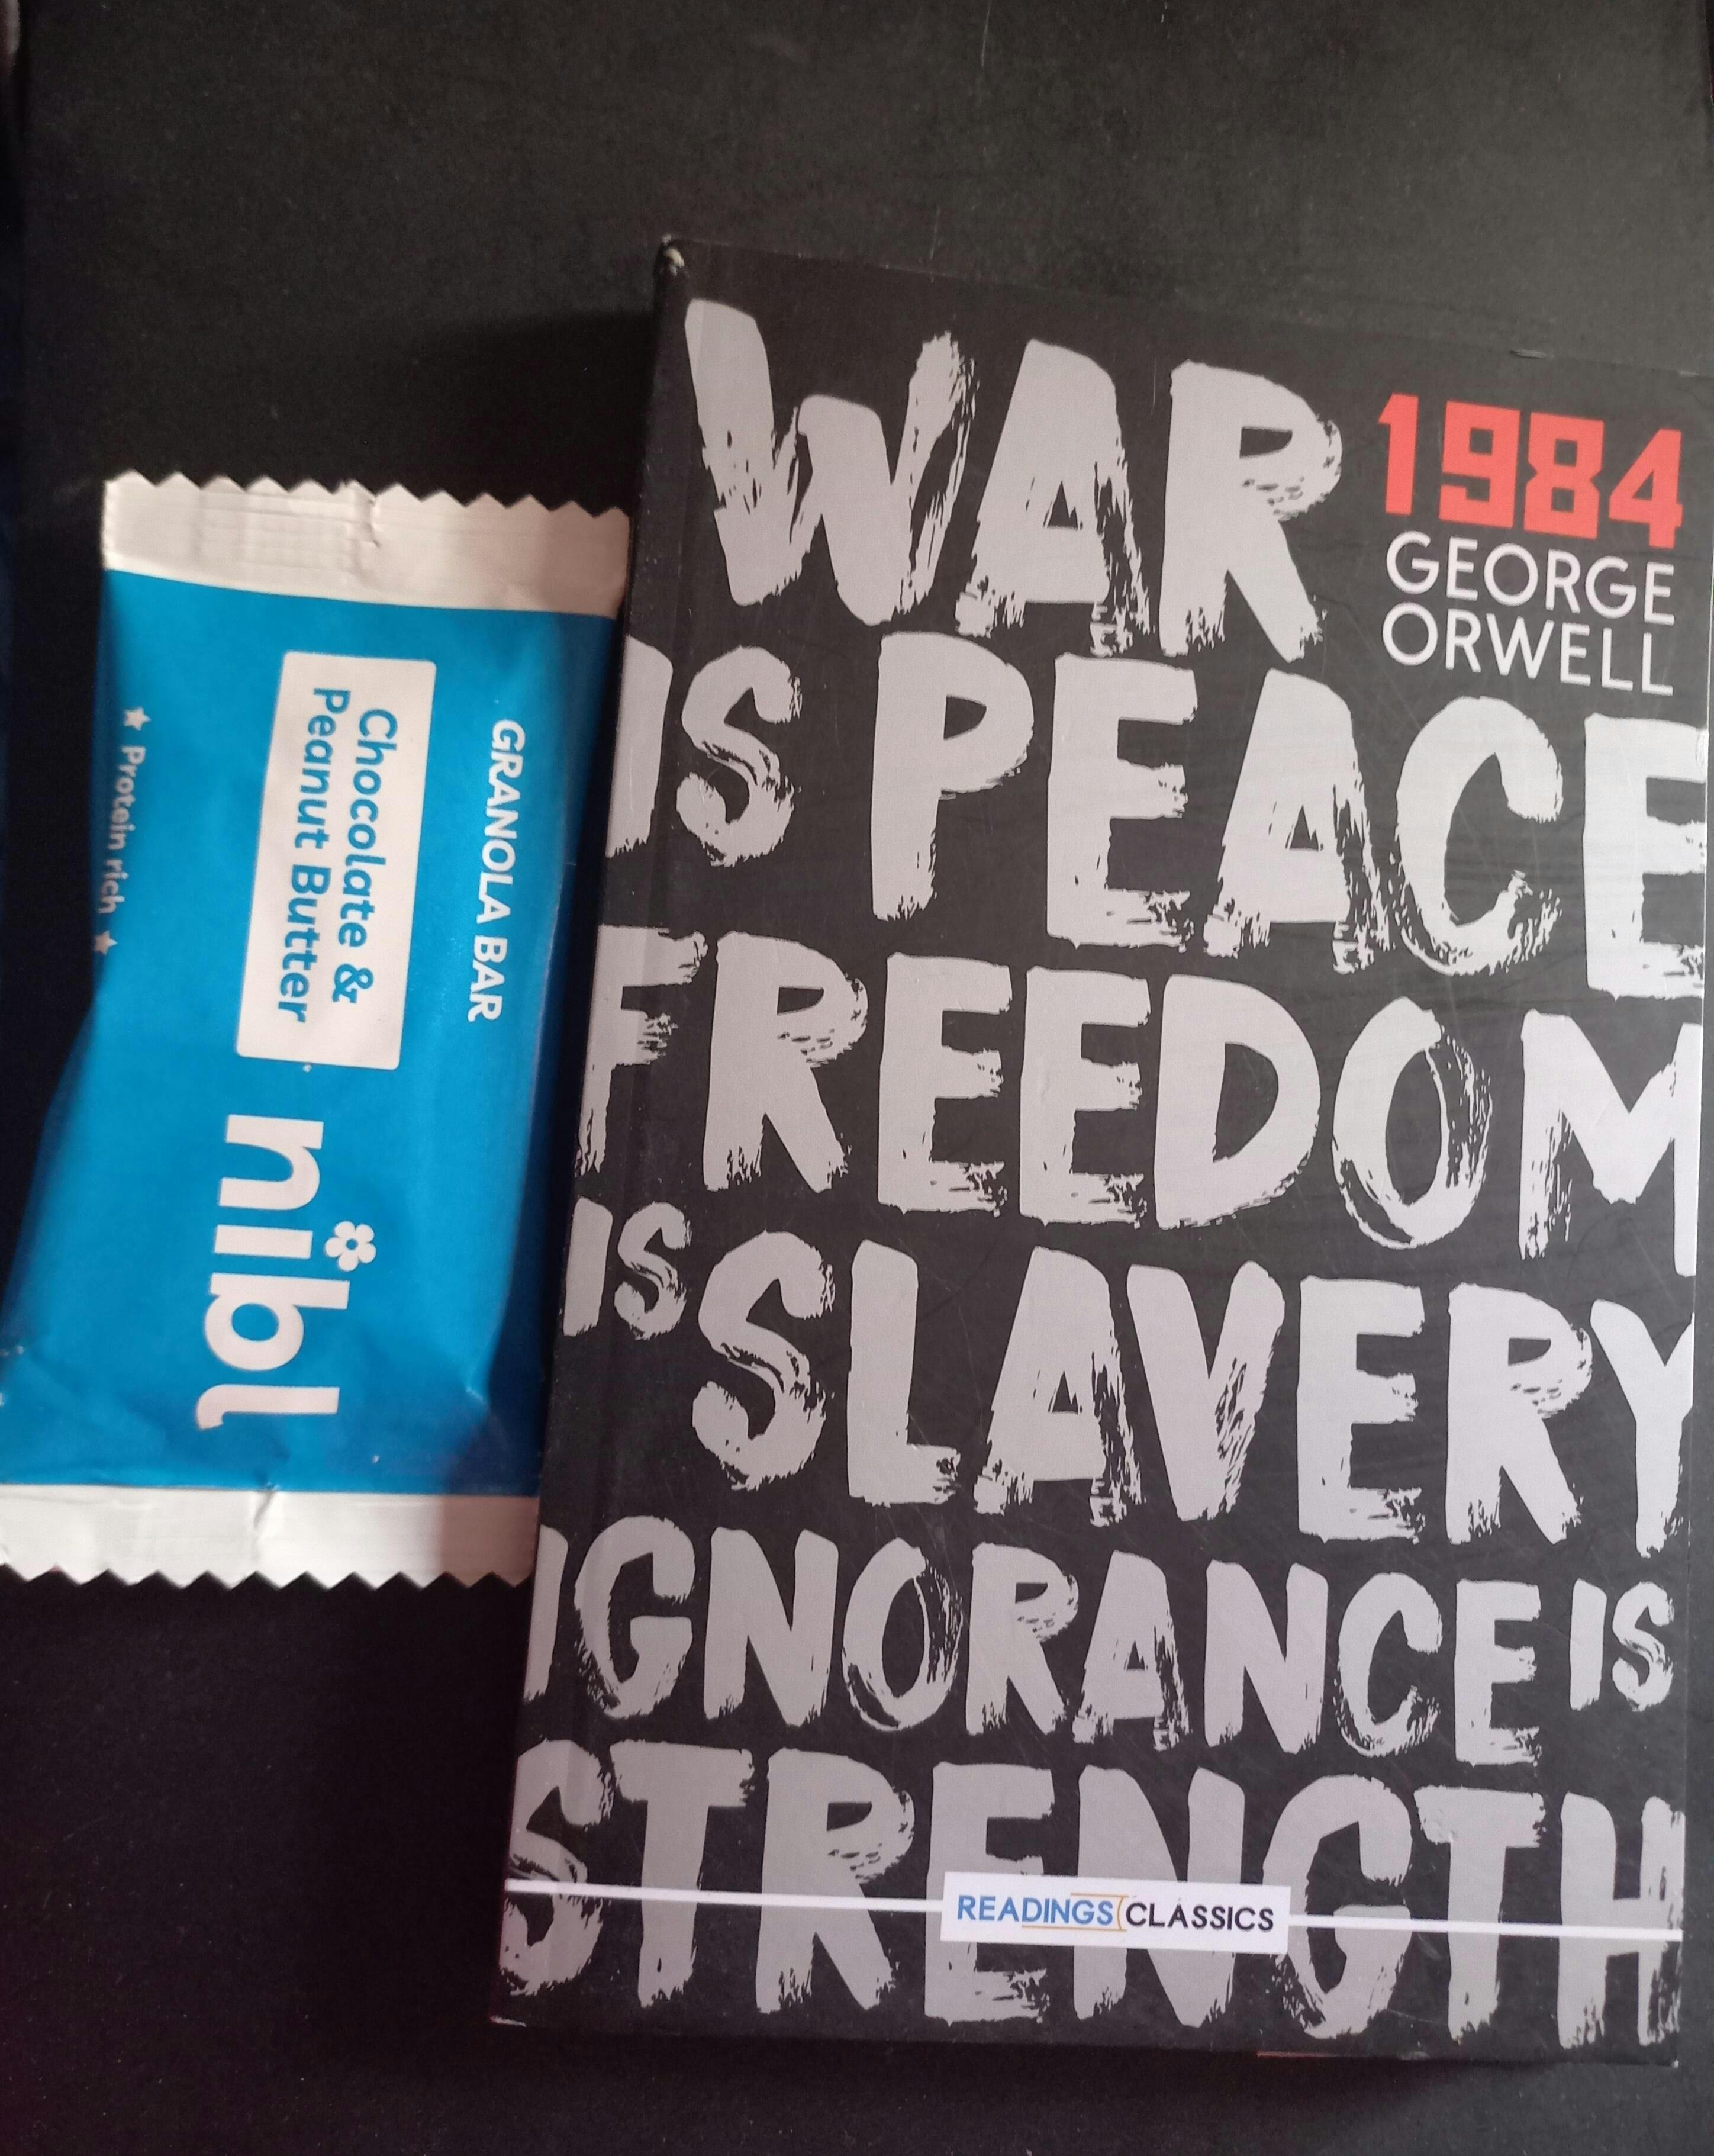 GRANOLA BAR
Chocolate &
Peanut Butter
nibl
★ Protein rich ★
1984
GEORGE
ORWELL
WAR
IS PEACE
FREEDOM
IS SLAVERY
IGNORANCE IS
STRENGTH
READINGS CLASSICS